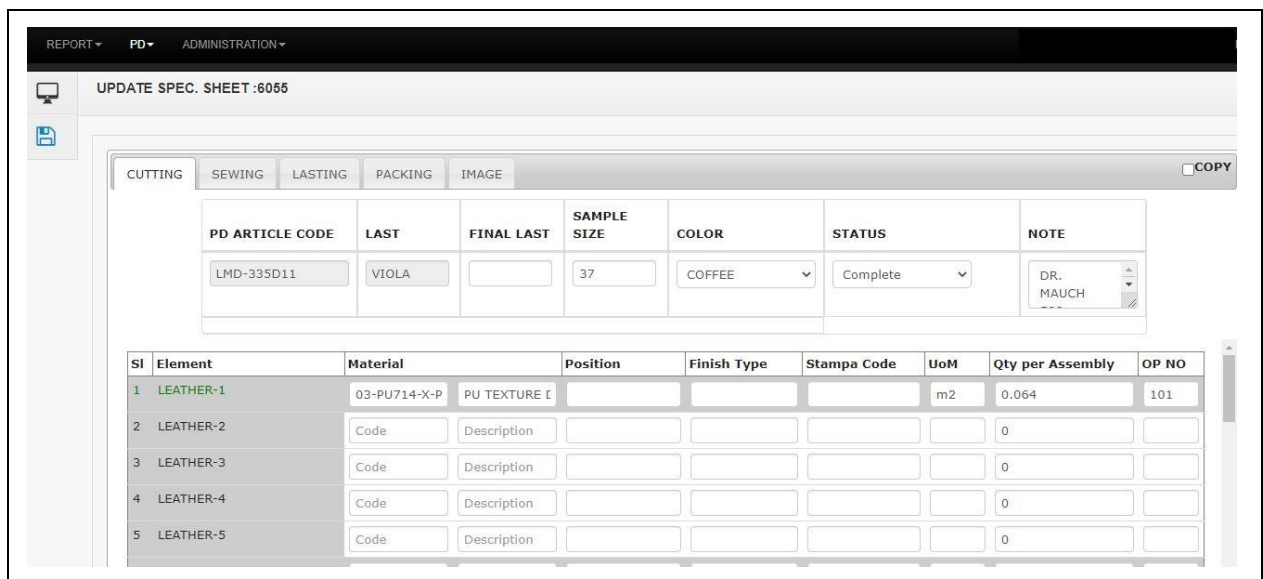 REPORT PD ADMINISTRATION
UPDATE SPEC. SHEET :6055
CUTTING SEWING LASTING PACKING IMAGE COPY
PD ARTICLE CODE LAST FINAL LAST SAMPLE SIZE COLOR STATUS NOTE
LMD-335D11 VIOLA 37 COFFEE Complete DR. MAUCH
Sl Element Material Position Finish Type Stampa Code UoM Qty per Assembly OP NO
1 LEATHER-1 03-PU714-X-P PU TEXTURE m2 0.064 101
2 LEATHER-2 Code Description 0
3 LEATHER-3 Code Description 0
4 LEATHER-4 Code Description 0
5 LEATHER-5 Code Description 0